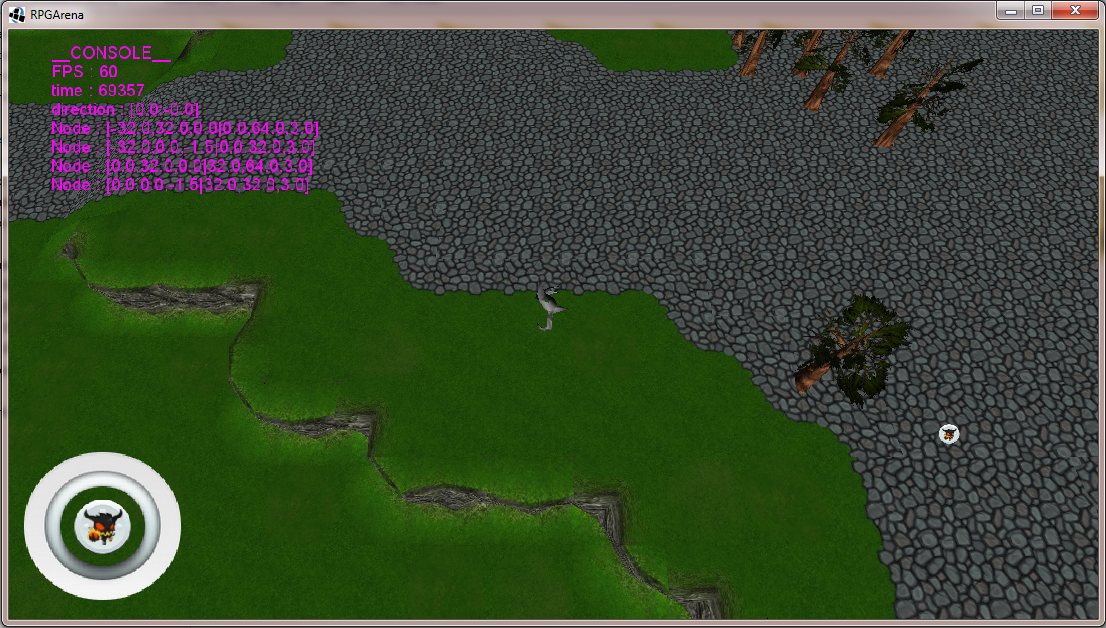 RPGArena
__CONSOLE__
FPS : 60
time : 69357
direction : [0.0:-0.0]
Node : [-32.0,32.0,0.0,0.0|0.0,64.0,3.0]
Node : [-32.0,0.0,-1.5|0.0,32.0,3.0]
Node : [0.0,32.0,0.0|32.0,64.0,3.0]
Node : [0.0,0.0,-1.5|32.0,32.0,3.0]